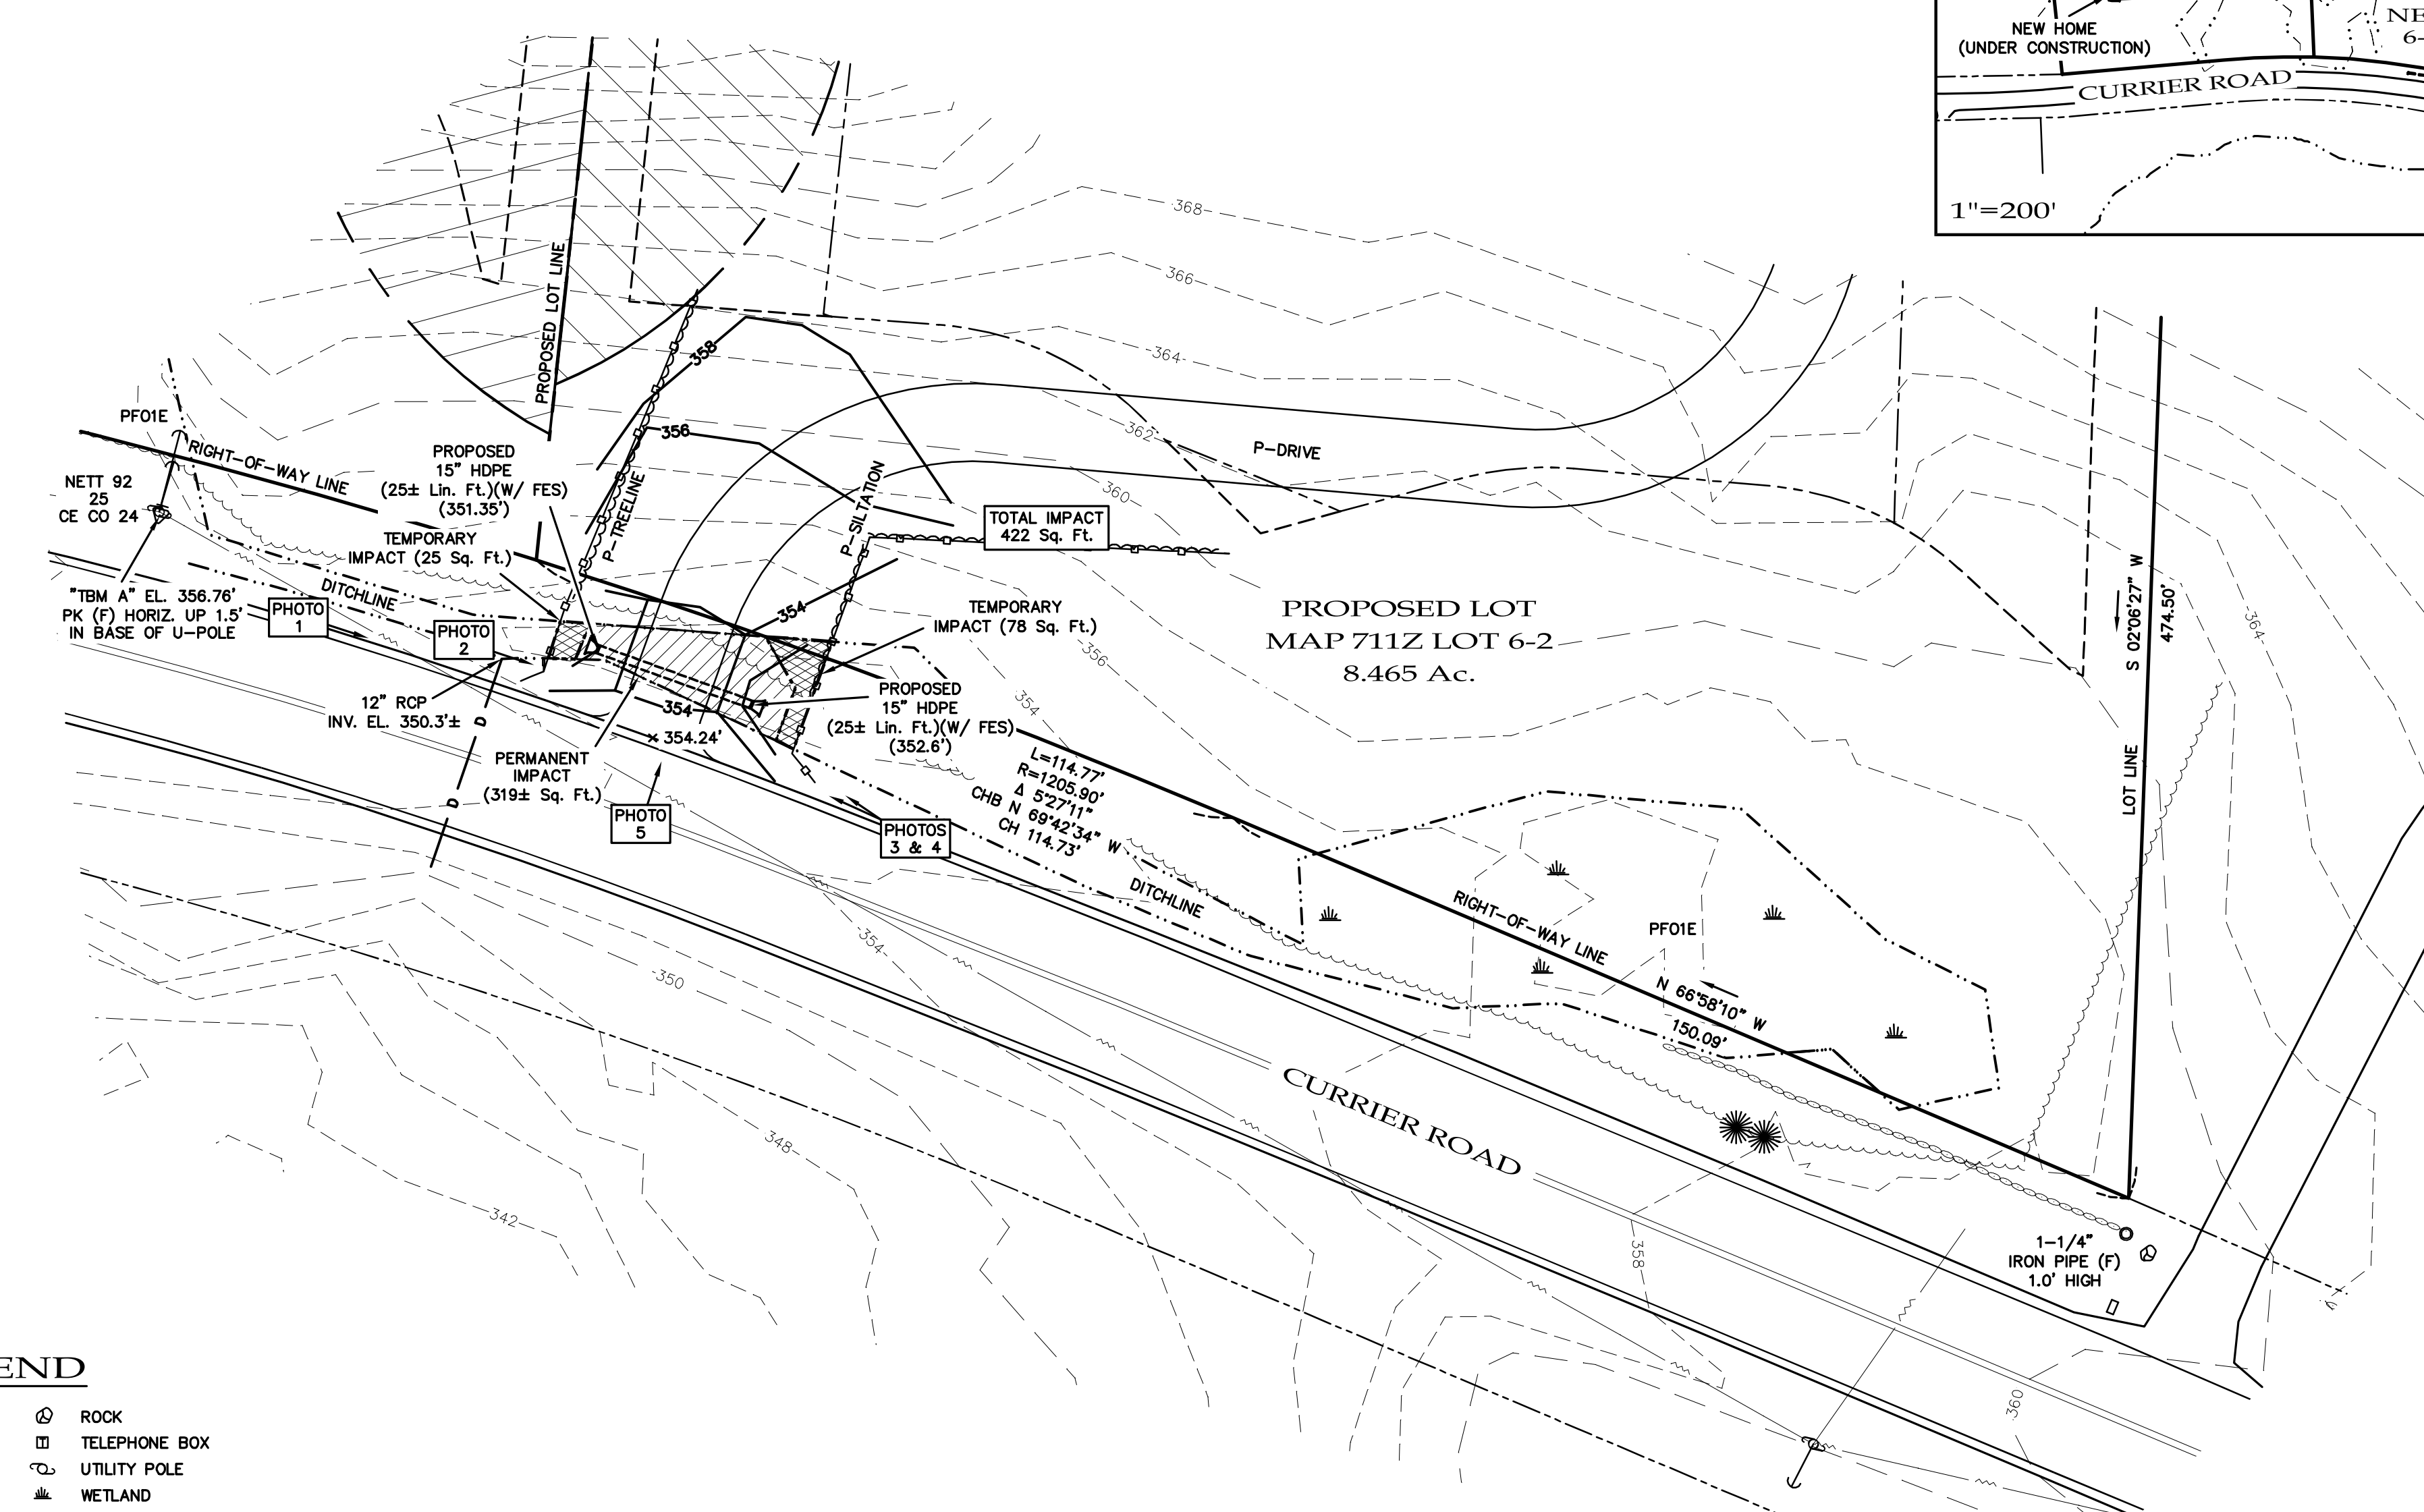 NEW HOME
(UNDER CONSTRUCTION)
CURRIER ROAD
1"=200'
368
366
364
362
360
PROPOSED LOT LINE
358
356
PF01E
RIGHT-OF-WAY LINE
PROPOSED
15" HDPE
(25± Lin. Ft.)(W/ FES)
(351.35')
NETT 92
25
CE CO 24
P-TREELINE
P-SILTATION
P-DRIVE
TOTAL IMPACT
422 Sq. Ft.
TEMPORARY
IMPACT (25 Sq. Ft.)
DITCHLINE
"TBM A" EL. 356.76'
PK (F) HORIZ. UP 1.5'
IN BASE OF U-POLE
PHOTO
1
PHOTO
2
354
TEMPORARY
IMPACT (78 Sq. Ft.)
PROPOSED LOT
MAP 711Z LOT 6-2
8.465 Ac.
356
354
S 02°06'27" W
474.50'
LOT LINE
364
12" RCP
INV. EL. 350.3'±
D
D
354
354.24'
PROPOSED
15" HDPE
(25± Lin. Ft.)(W/ FES)
(352.6')
PERMANENT
IMPACT
(319± Sq. Ft.)
PHOTO
5
PHOTOS
3 & 4
L=114.77'
R=1205.90'
Δ 5°27'11"
CHB N 69°42'34" W
CH 114.73'
DITCHLINE
RIGHT-OF-WAY LINE
PF01E
N 66°58'10" W
150.09'
354
350
348
342
CURRIER ROAD
358
360
1-1/4"
IRON PIPE (F)
1.0' HIGH
ROCK
TELEPHONE BOX
UTILITY POLE
WETLAND